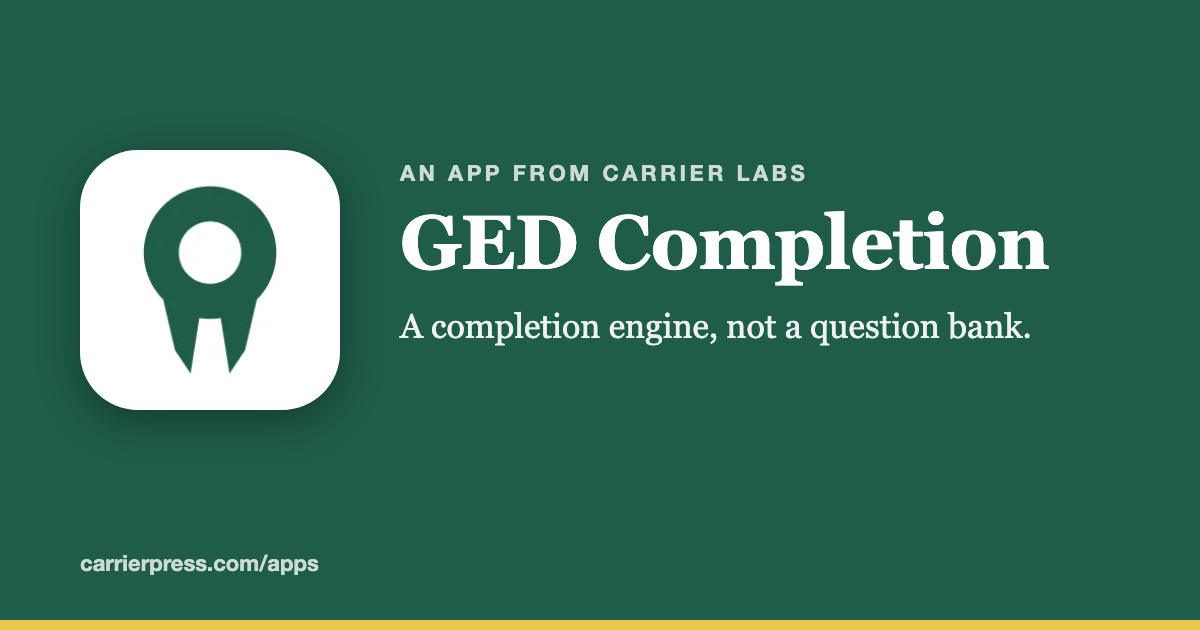 AN APP FROM CARRIER LABS
GED Completion
A completion engine, not a question bank.
carrierpress.com/apps